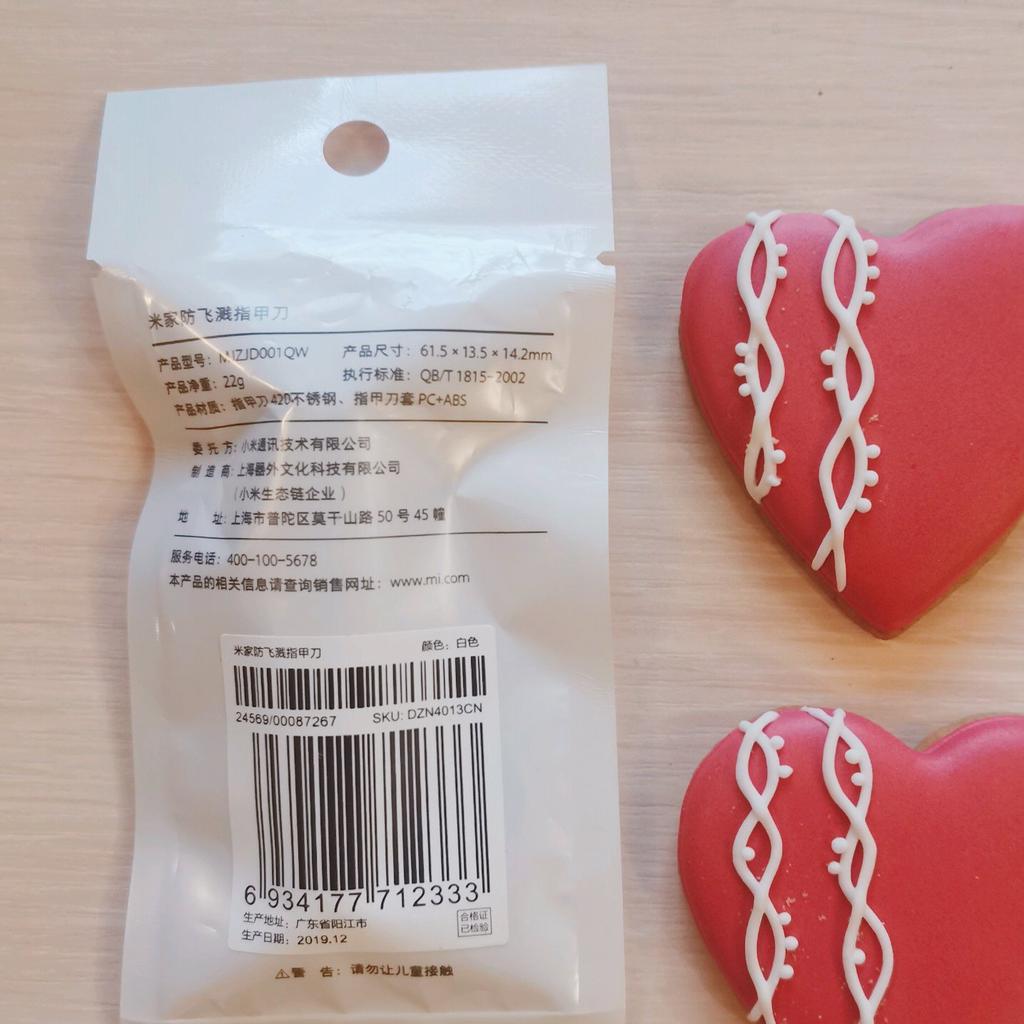 米家防飞溅指甲刀
产品型号：MJZJD001QW 产品尺寸：61.5×13.5×14.2mm
产品净重：22g 执行标准：QB/T 1815-2002
产品材质：指甲刀 420不锈钢、指甲刀套 PC+ABS
委托方：小米通讯技术有限公司
制造商：上海器外文化科技有限公司
（小米生态链企业）
地 址：上海市普陀区莫干山路 50 号 45 幢
服务电话：400-100-5678
本产品的相关信息请查询销售网址：www.mi.com
米家防飞溅指甲刀 颜色：白色
24569/00087267 SKU: DZN4013CN
6 934177 712333
生产地址：广东省阳江市
生产日期：2019.12
合格证
已检验
⚠警 告：请勿让儿童接触